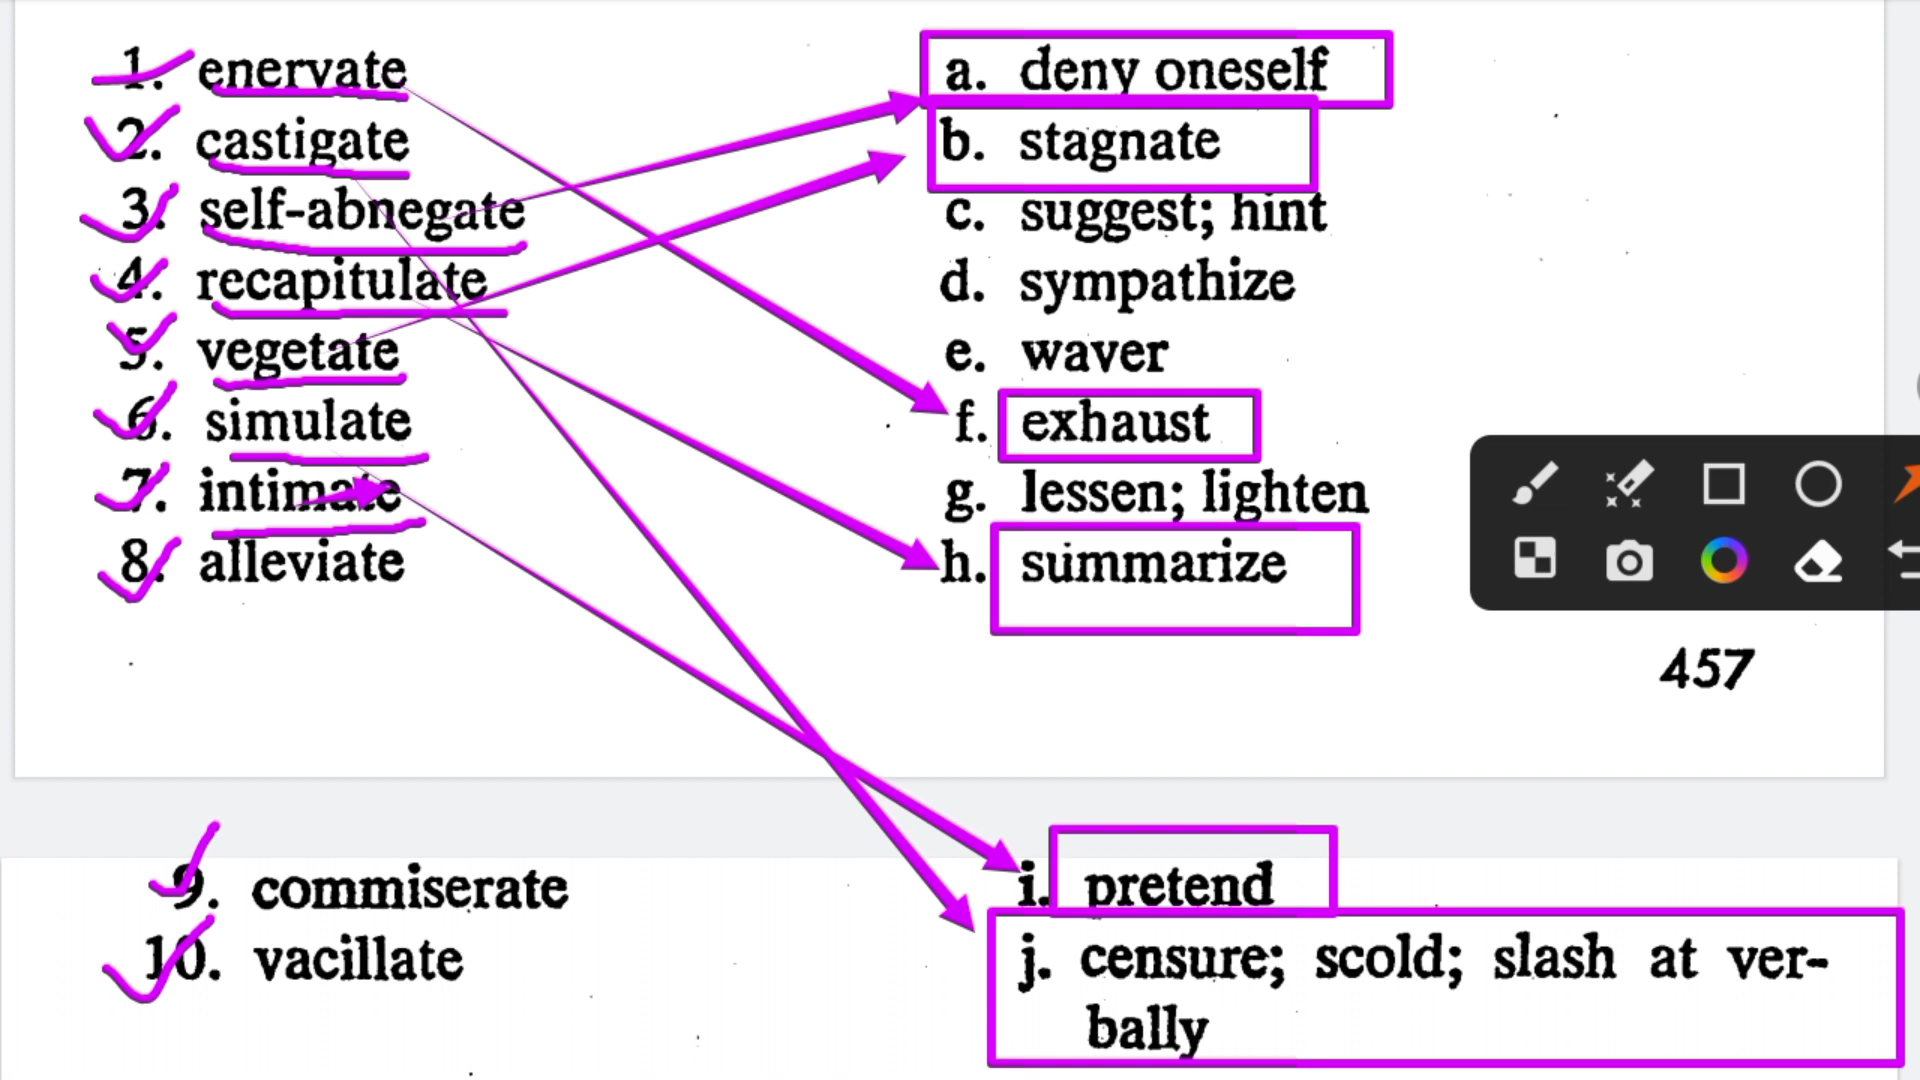 1. enervate a. deny oneself
2. castigate b. stagnate
3. self-abnegate c. suggest; hint
4. recapitulate d. sympathize
5. vegetate e. waver
6. simulate f. exhaust
7. intimate g. lessen; lighten
8. alleviate h. summarize
457
9. commiserate i. pretend
10. vacillate j. censure; scold; slash at ver-
bally